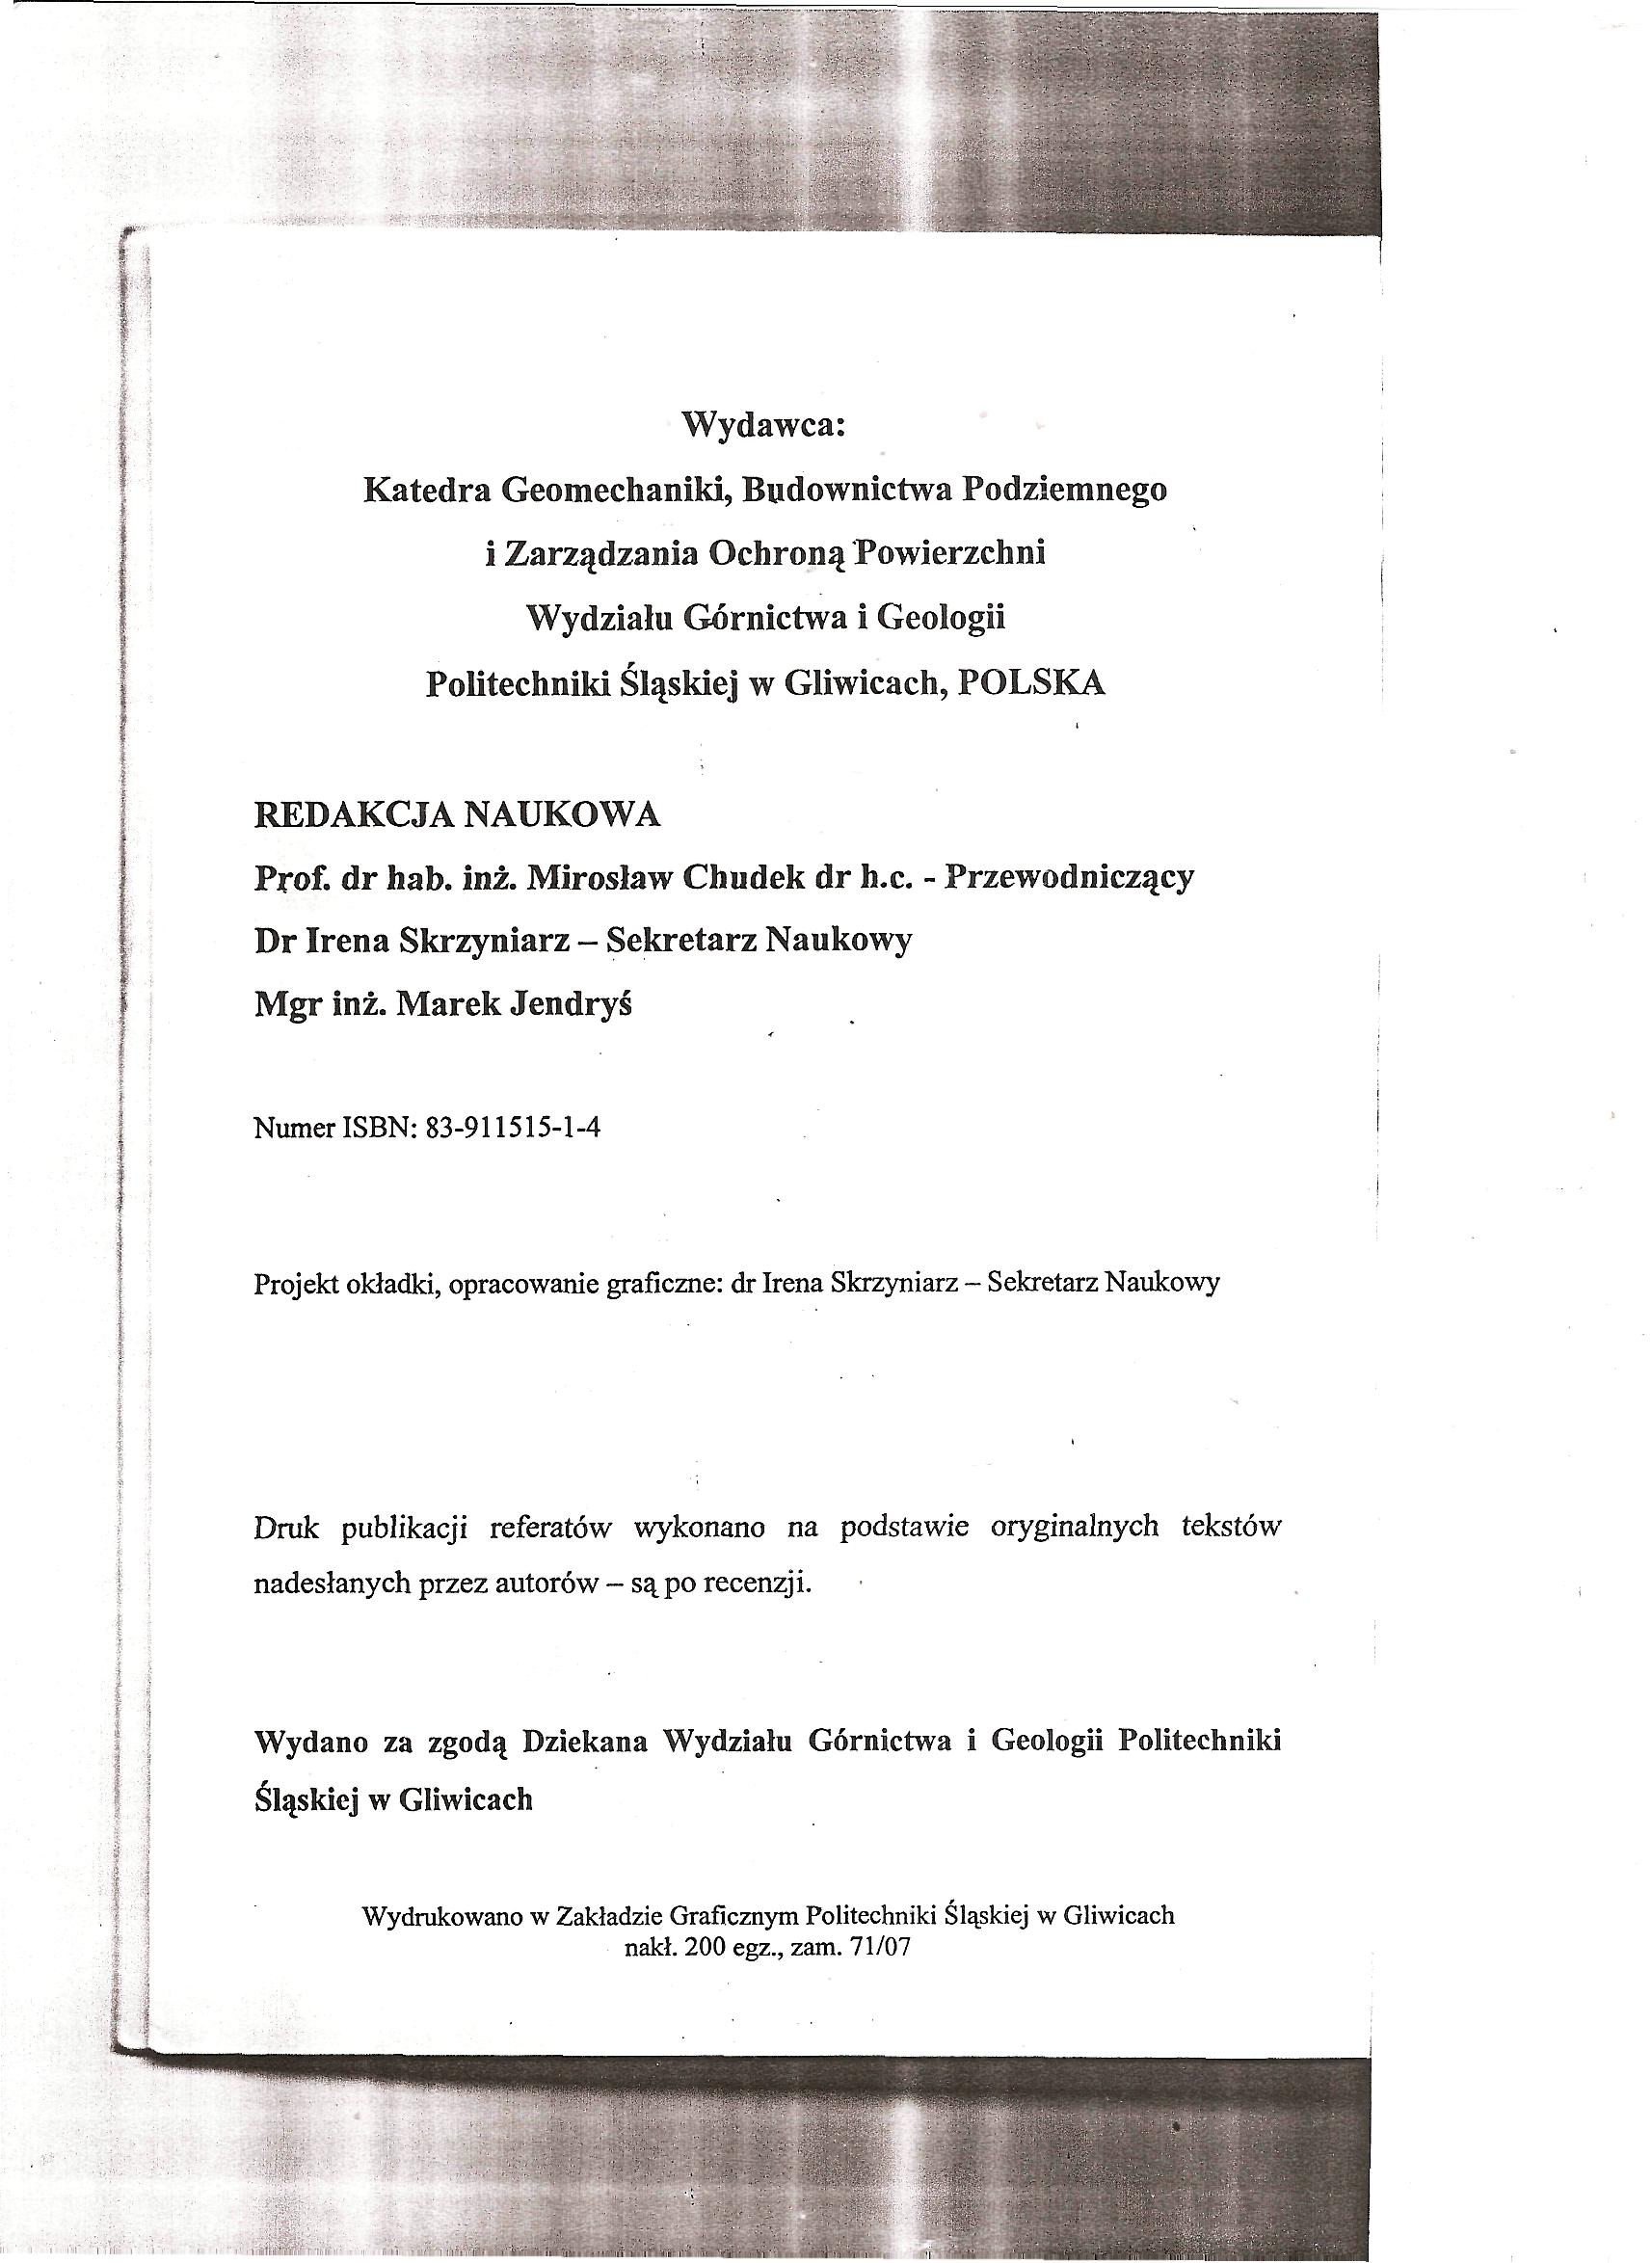 Wydawca:
Katedra Geomechaniki, Budownictwa Podziemnego
i Zarządzania Ochroną Powierzchni
Wydziału Górnictwa i Geologii
Politechniki Śląskiej w Gliwicach, POLSKA
REDAKCJA NAUKOWA
Prof. dr hab. inż. Mirosław Chudek dr h.c. - Przewodniczący
Dr Irena Skrzyniarz – Sekretarz Naukowy
Mgr inż. Marek Jendryś
Numer ISBN: 83-911515-1-4
Projekt okładki, opracowanie graficzne: dr Irena Skrzyniarz – Sekretarz Naukowy
Druk publikacji referatów wykonano na podstawie oryginalnych tekstów
nadesłanych przez autorów – są po recenzji.
Wydano za zgodą Dziekana Wydziału Górnictwa i Geologii Politechniki
Śląskiej w Gliwicach
Wydrukowano w Zakładzie Graficznym Politechniki Śląskiej w Gliwicach
nakł. 200 egz., zam. 71/07